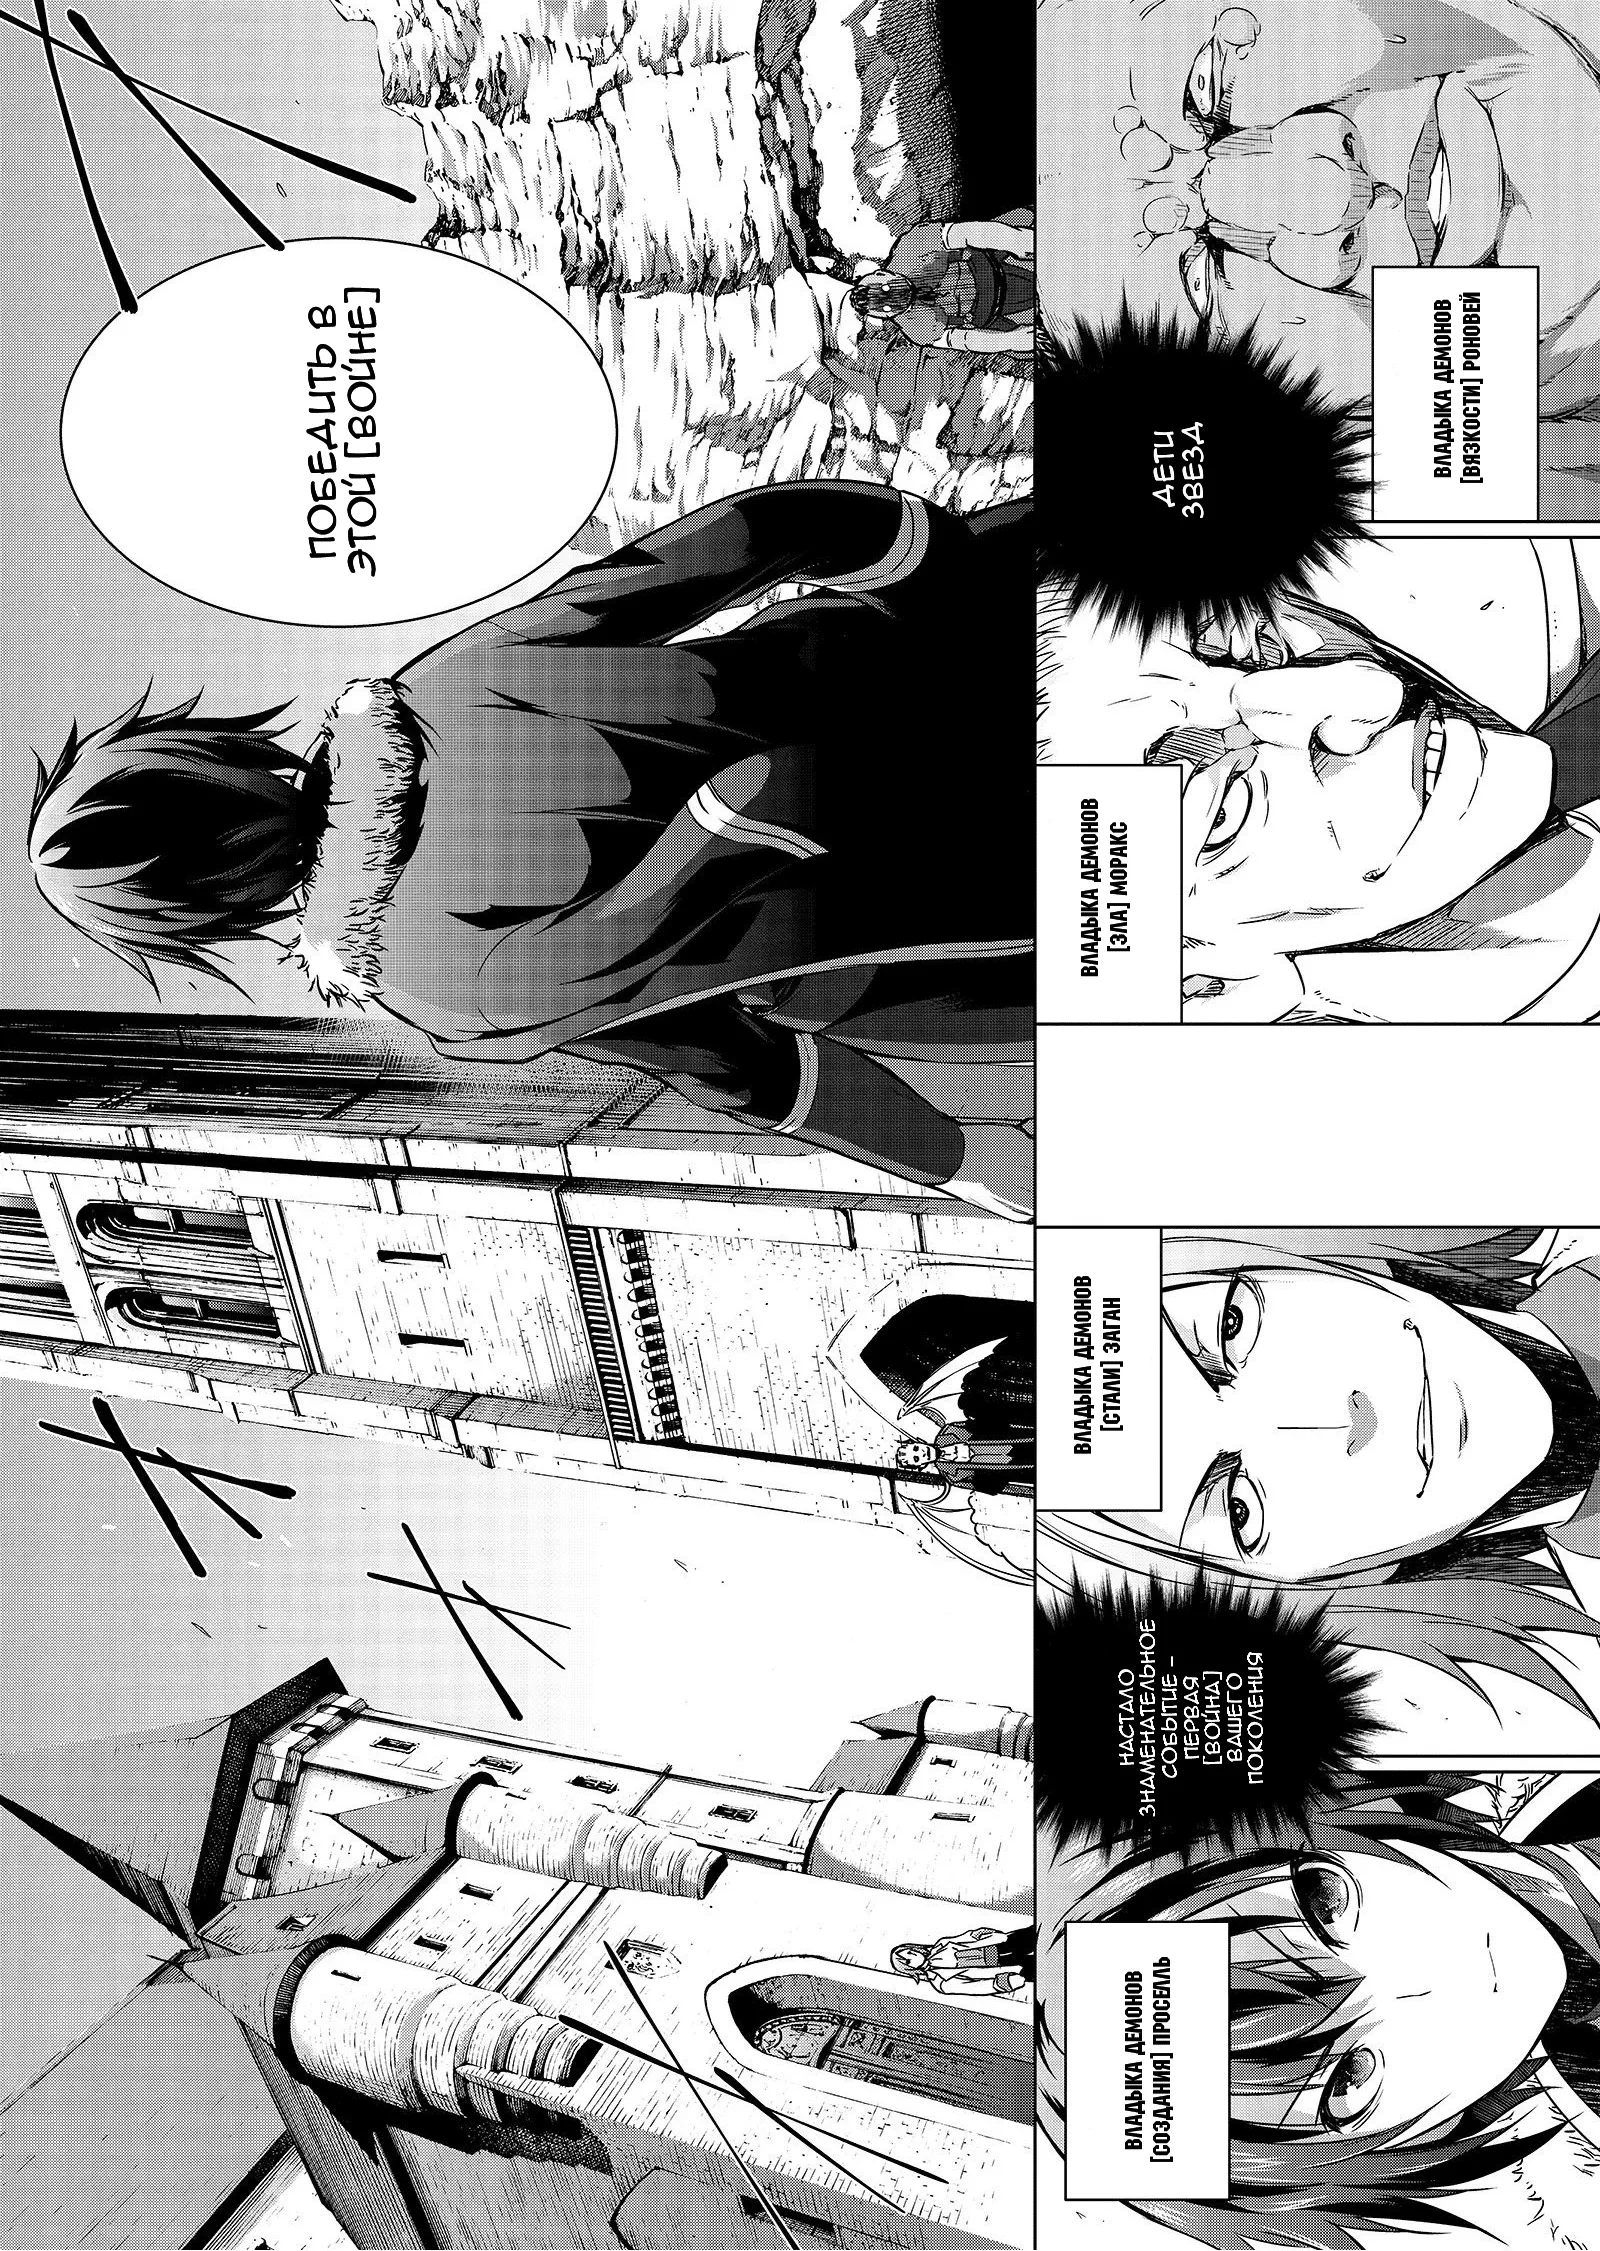 ПОБЕДИТЬ В
ЭТОЙ [ВОЙНЕ]
ВЛАДЫКА ДЕМОНОВ
[ВЯЗКОСТИ] РОНОВЕЙ
ДЕТИ
ЗВЕЗД
ВЛАДЫКА ДЕМОНОВ
[ЗЛА] МОРАКС
ВЛАДЫКА ДЕМОНОВ
[СТАЛИ] ЗАГАН
НАСТАЛО
ЗНАМЕНАТЕЛЬНОЕ
СОБЫТИЕ –
ПЕРВАЯ
[ВОЙНА]
ВАШЕГО
ПОКОЛЕНИЯ
ВЛАДЫКА ДЕМОНОВ
[СОЗДАНИЯ] ПРОСЕЛЛЬ